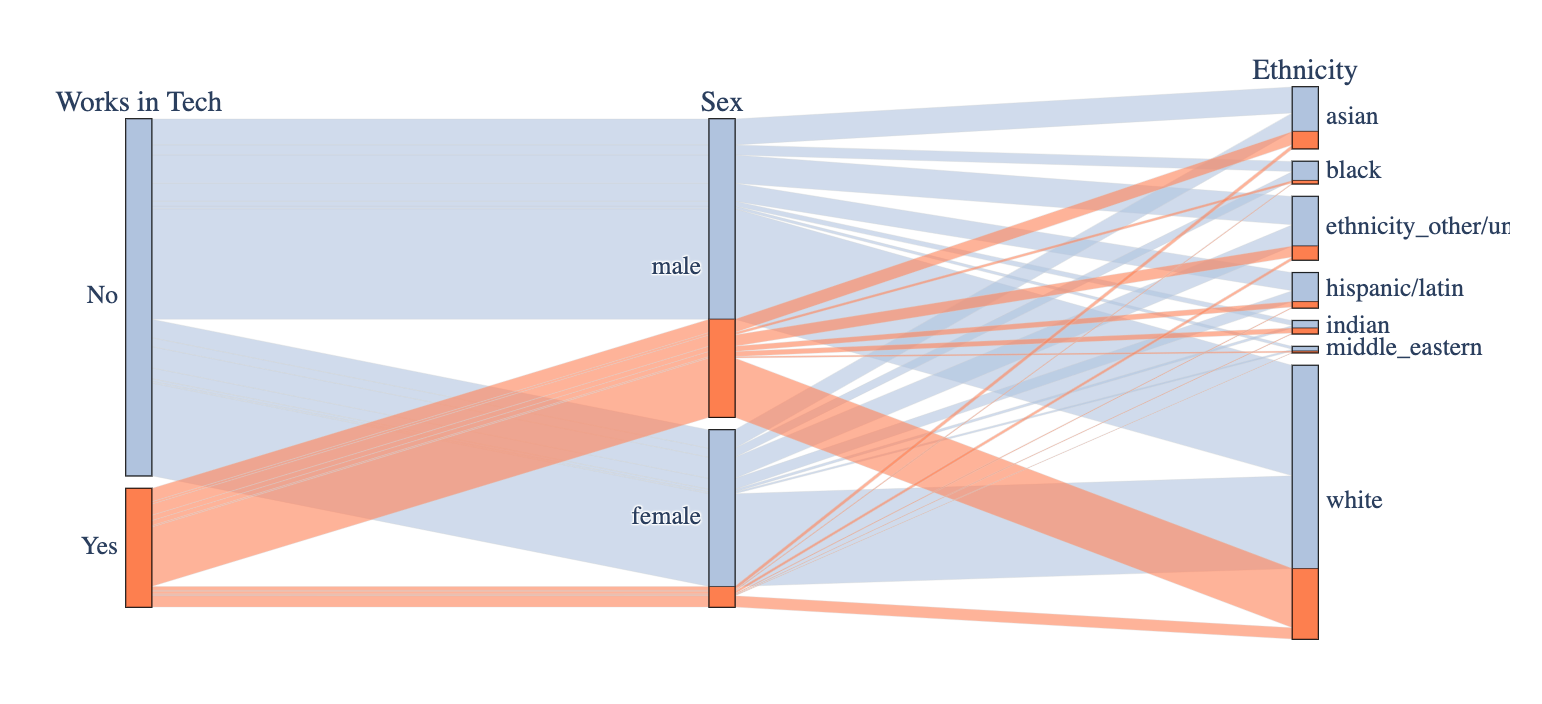 Works in Tech
No
Yes
Sex
male
female
Ethnicity
asian
black
ethnicity_other/un
hispanic/latin
indian
middle_eastern
white